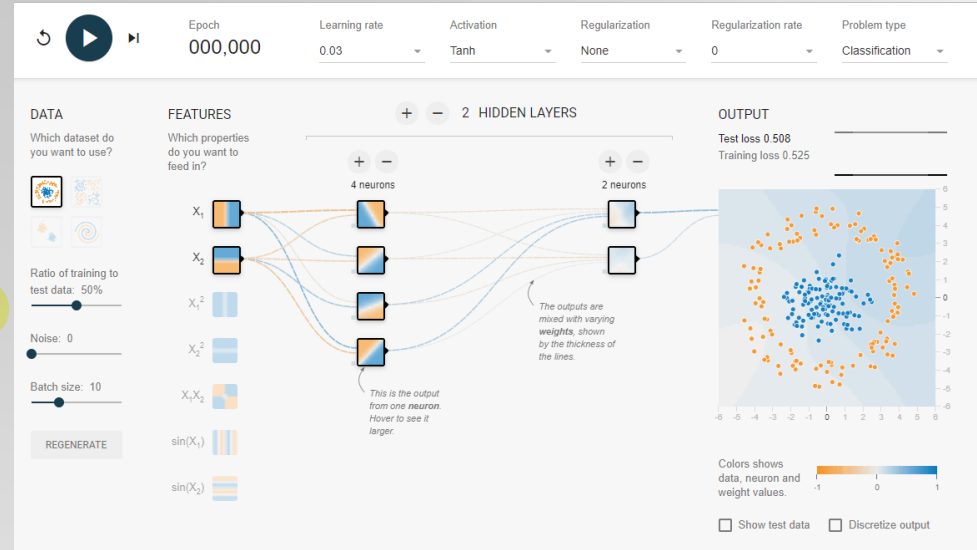 Epoch
000,000
Learning rate
0.03
Activation
Tanh
Regularization
None
Regularization rate
0
Problem type
Classification
DATA
Which dataset do
you want to use?
Ratio of training to
test data: 50%
Noise: 0
Batch size: 10
REGENERATE
FEATURES
Which properties
do you want to
feed in?
X₁
X₂
X₁²
X₂²
X₁X₂
sin(X₁)
sin(X₂)
+ − 2 HIDDEN LAYERS
+ −
4 neurons
+ −
2 neurons
This is the output
from one neuron.
Hover to see it
larger.
The outputs are
mixed with varying
weights, shown
by the thickness of
the lines.
OUTPUT
Test loss 0.508
Training loss 0.525
6
5
4
3
2
1
0
-1
-2
-3
-4
-5
-6
-6 -5 -4 -3 -2 -1 0 1 2 3 4 5 6
Colors shows
data, neuron and
weight values.
-1 0 1
Show test data
Discretize output